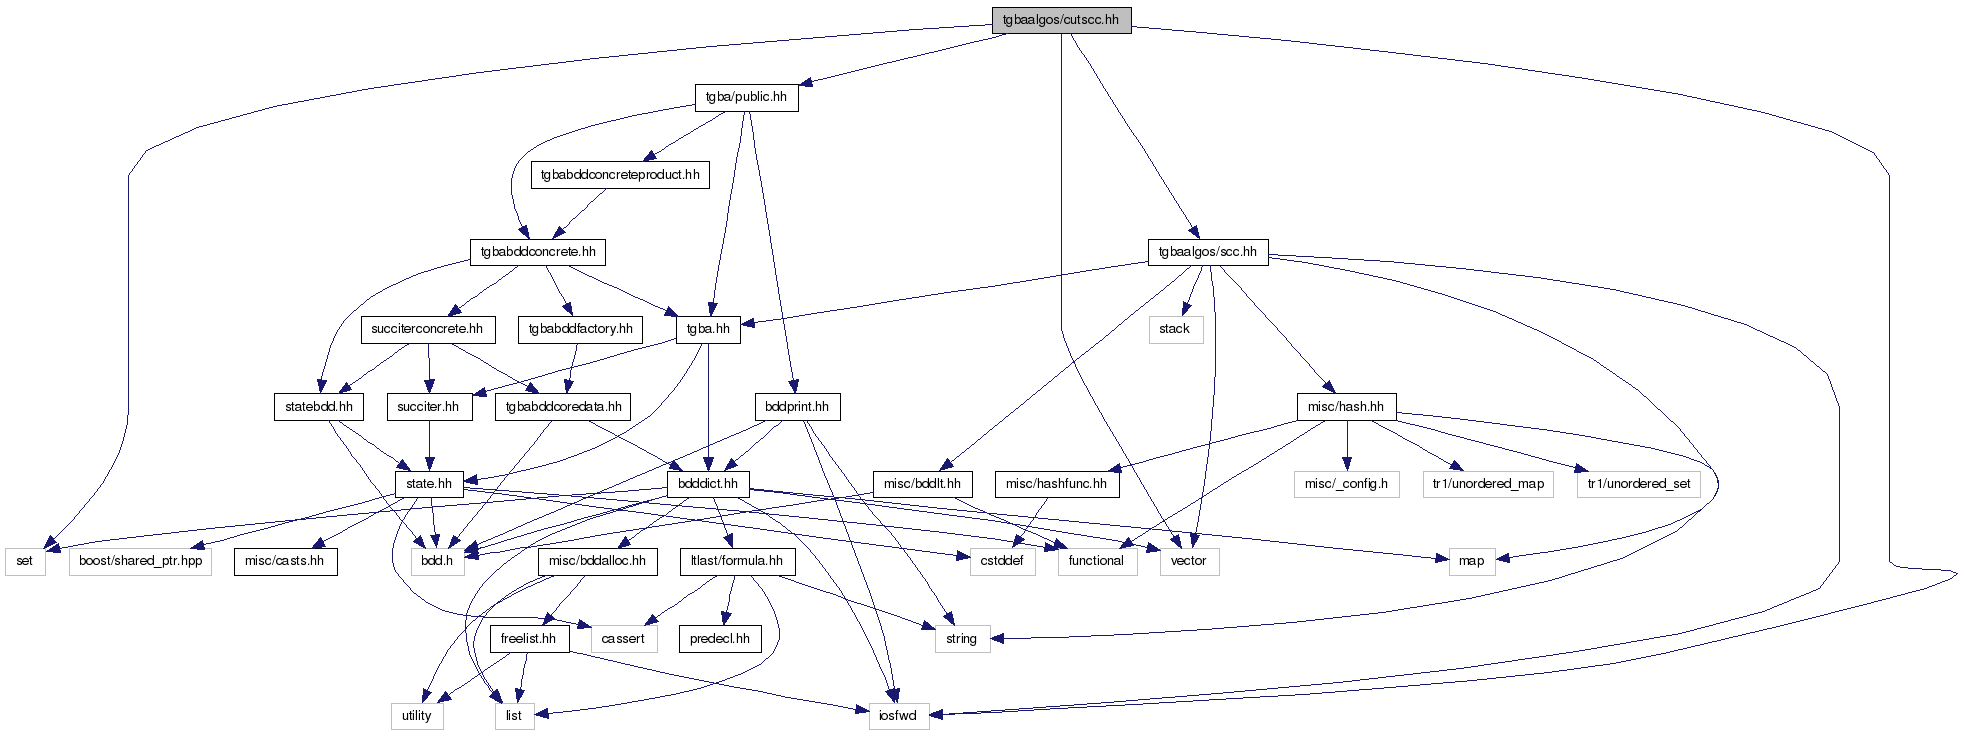 tgbaalgos/cutscc.hh
tgba/public.hh
tgbabddconcreteproduct.hh
tgbabddconcrete.hh
tgbaalgos/scc.hh
succiterconcrete.hh
tgbabddfactory.hh
tgba.hh
stack
statebdd.hh
succiter.hh
tgbabddcoredata.hh
bddprint.hh
misc/hash.hh
state.hh
bdddict.hh
misc/bddlt.hh
misc/hashfunc.hh
misc/_config.h
tr1/unordered_map
tr1/unordered_set
set
boost/shared_ptr.hpp
misc/casts.hh
bdd.h
misc/bddalloc.hh
ltlast/formula.hh
cstddef
functional
vector
map
freelist.hh
cassert
predecl.hh
string
utility
list
iosfwd